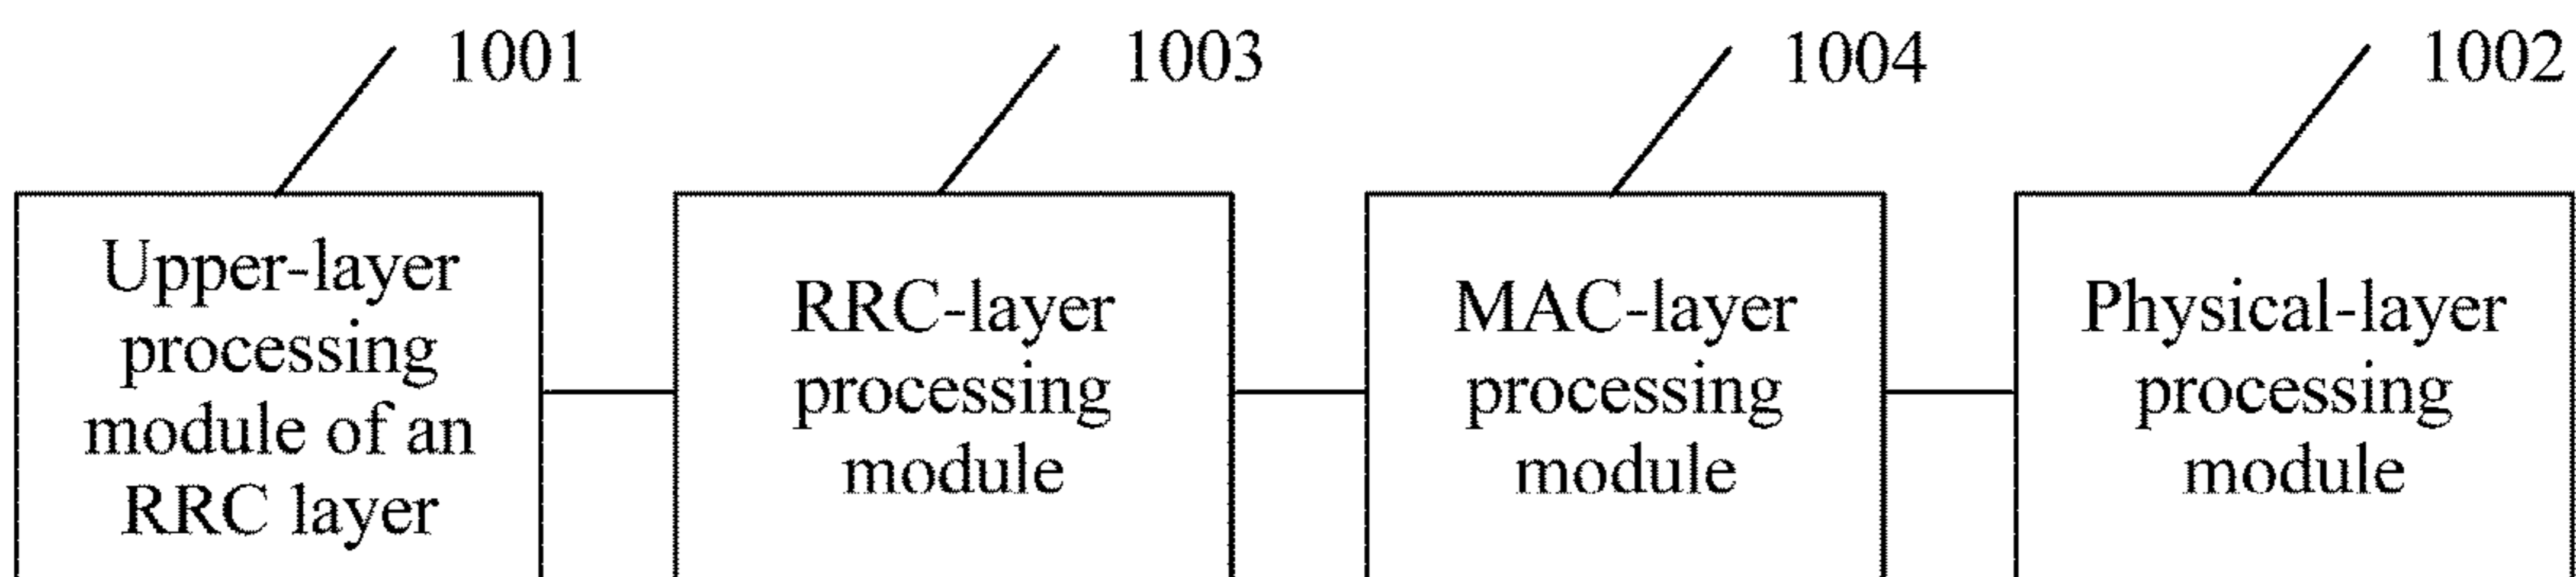 1001
1003
1004
1002
Upper-layer
processing
module of an
RRC layer
RRC-layer
processing
module
MAC-layer
processing
module
Physical-layer
processing
module